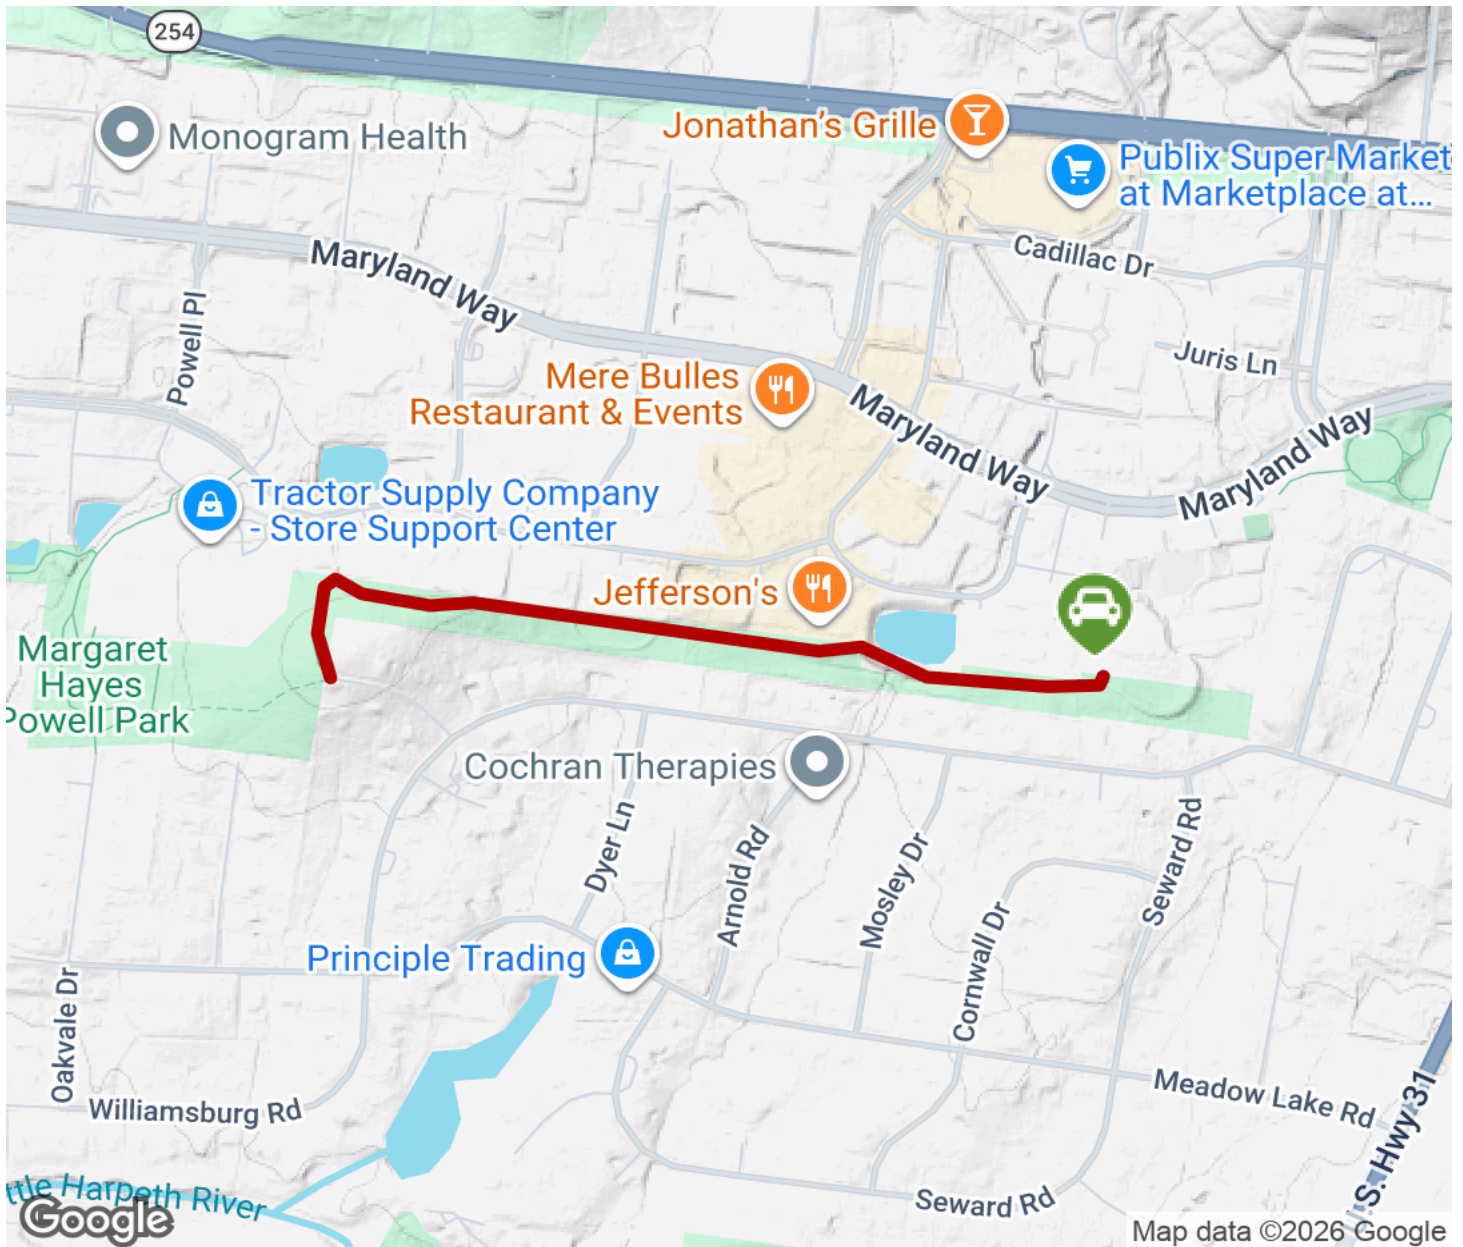 254
Jonathan's Grille
Monogram Health
Publix Super Market
at Marketplace at...
Maryland Way
Cadillac Dr
Powell Pl
Juris Ln
Mere Bulles
Restaurant & Events
Maryland Way
Maryland Way
Tractor Supply Company
- Store Support Center
Jefferson's
Margaret
Hayes
Powell Park
Cochran Therapies
Dyer Ln
Arnold Rd
Mosley Dr
Seward Rd
Cornwall Dr
Principle Trading
Oakvale Dr
Williamsburg Rd
Meadow Lake Rd
.S. Hwy 31
ttle Harpeth River
Seward Rd
Google
Map data ©2026 Google